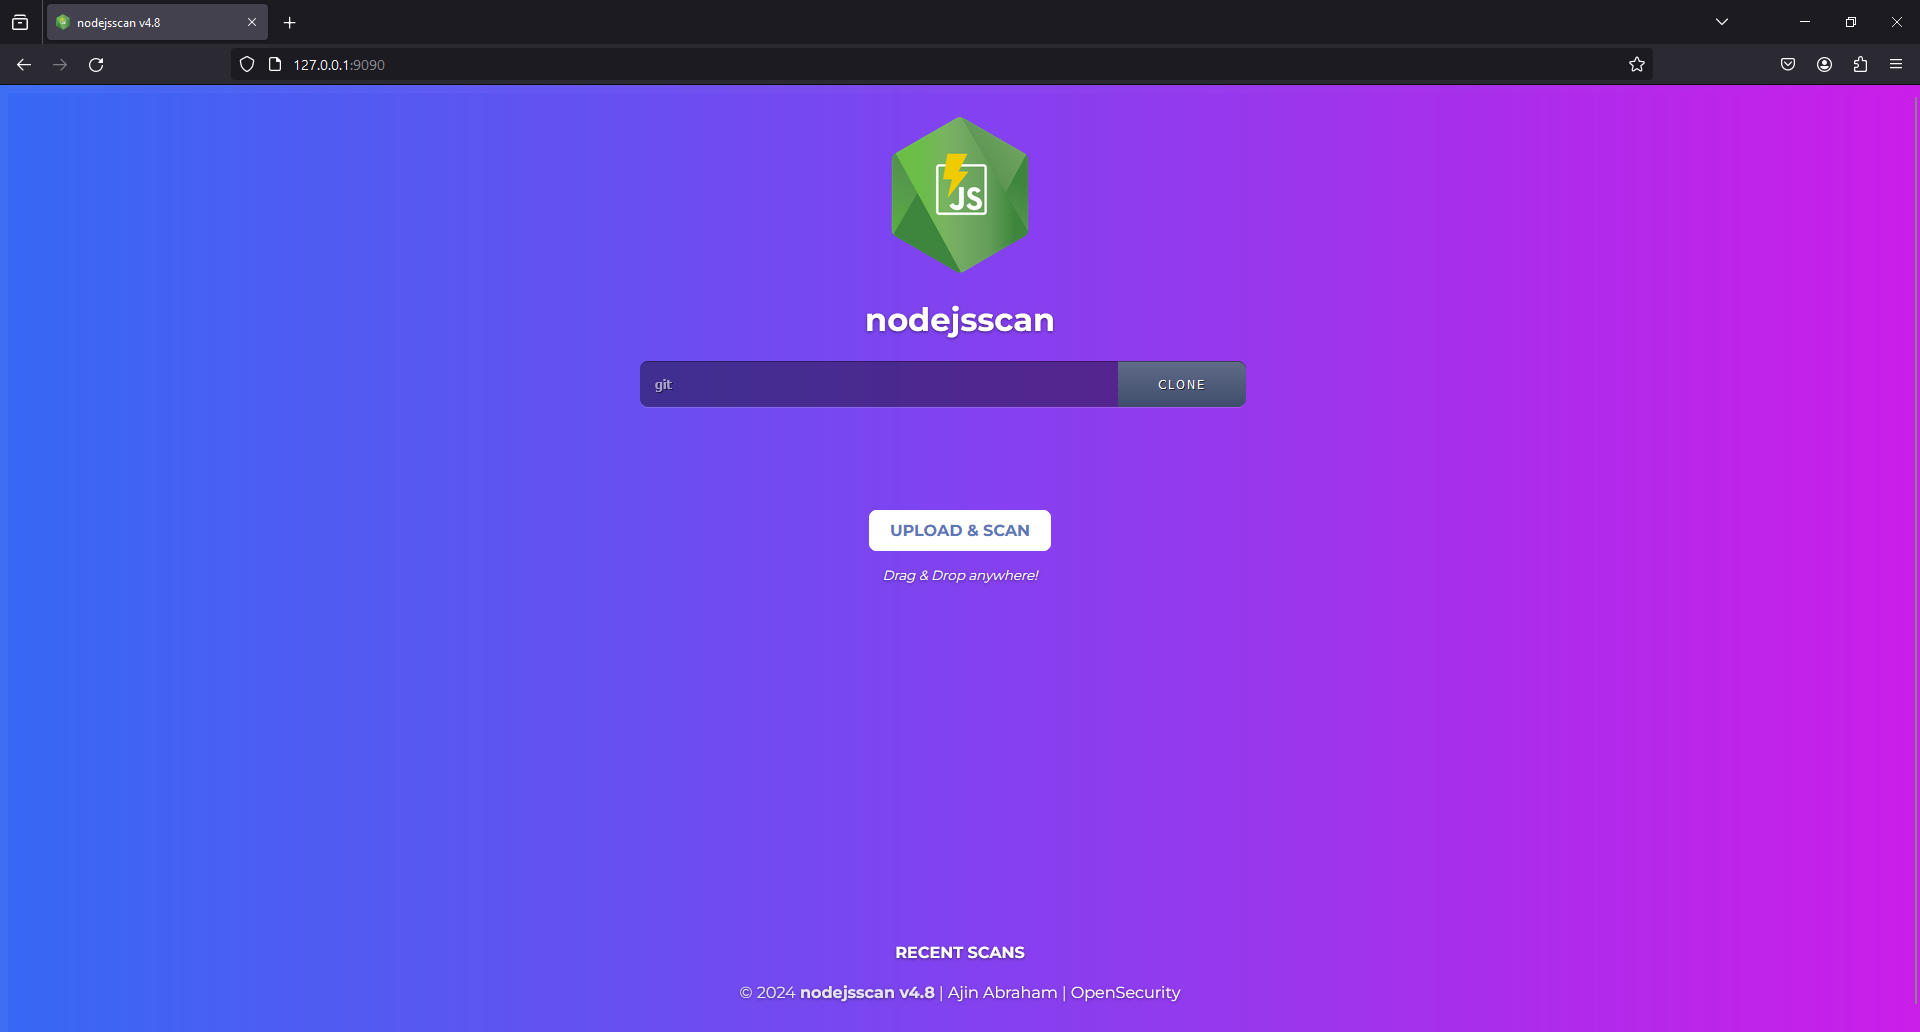 nodejsscan v4.8
127.0.0.1:9090
JS
nodejsscan
git
CLONE
UPLOAD & SCAN
Drag & Drop anywhere!
RECENT SCANS
© 2024 nodejsscan v4.8 | Ajin Abraham | OpenSecurity